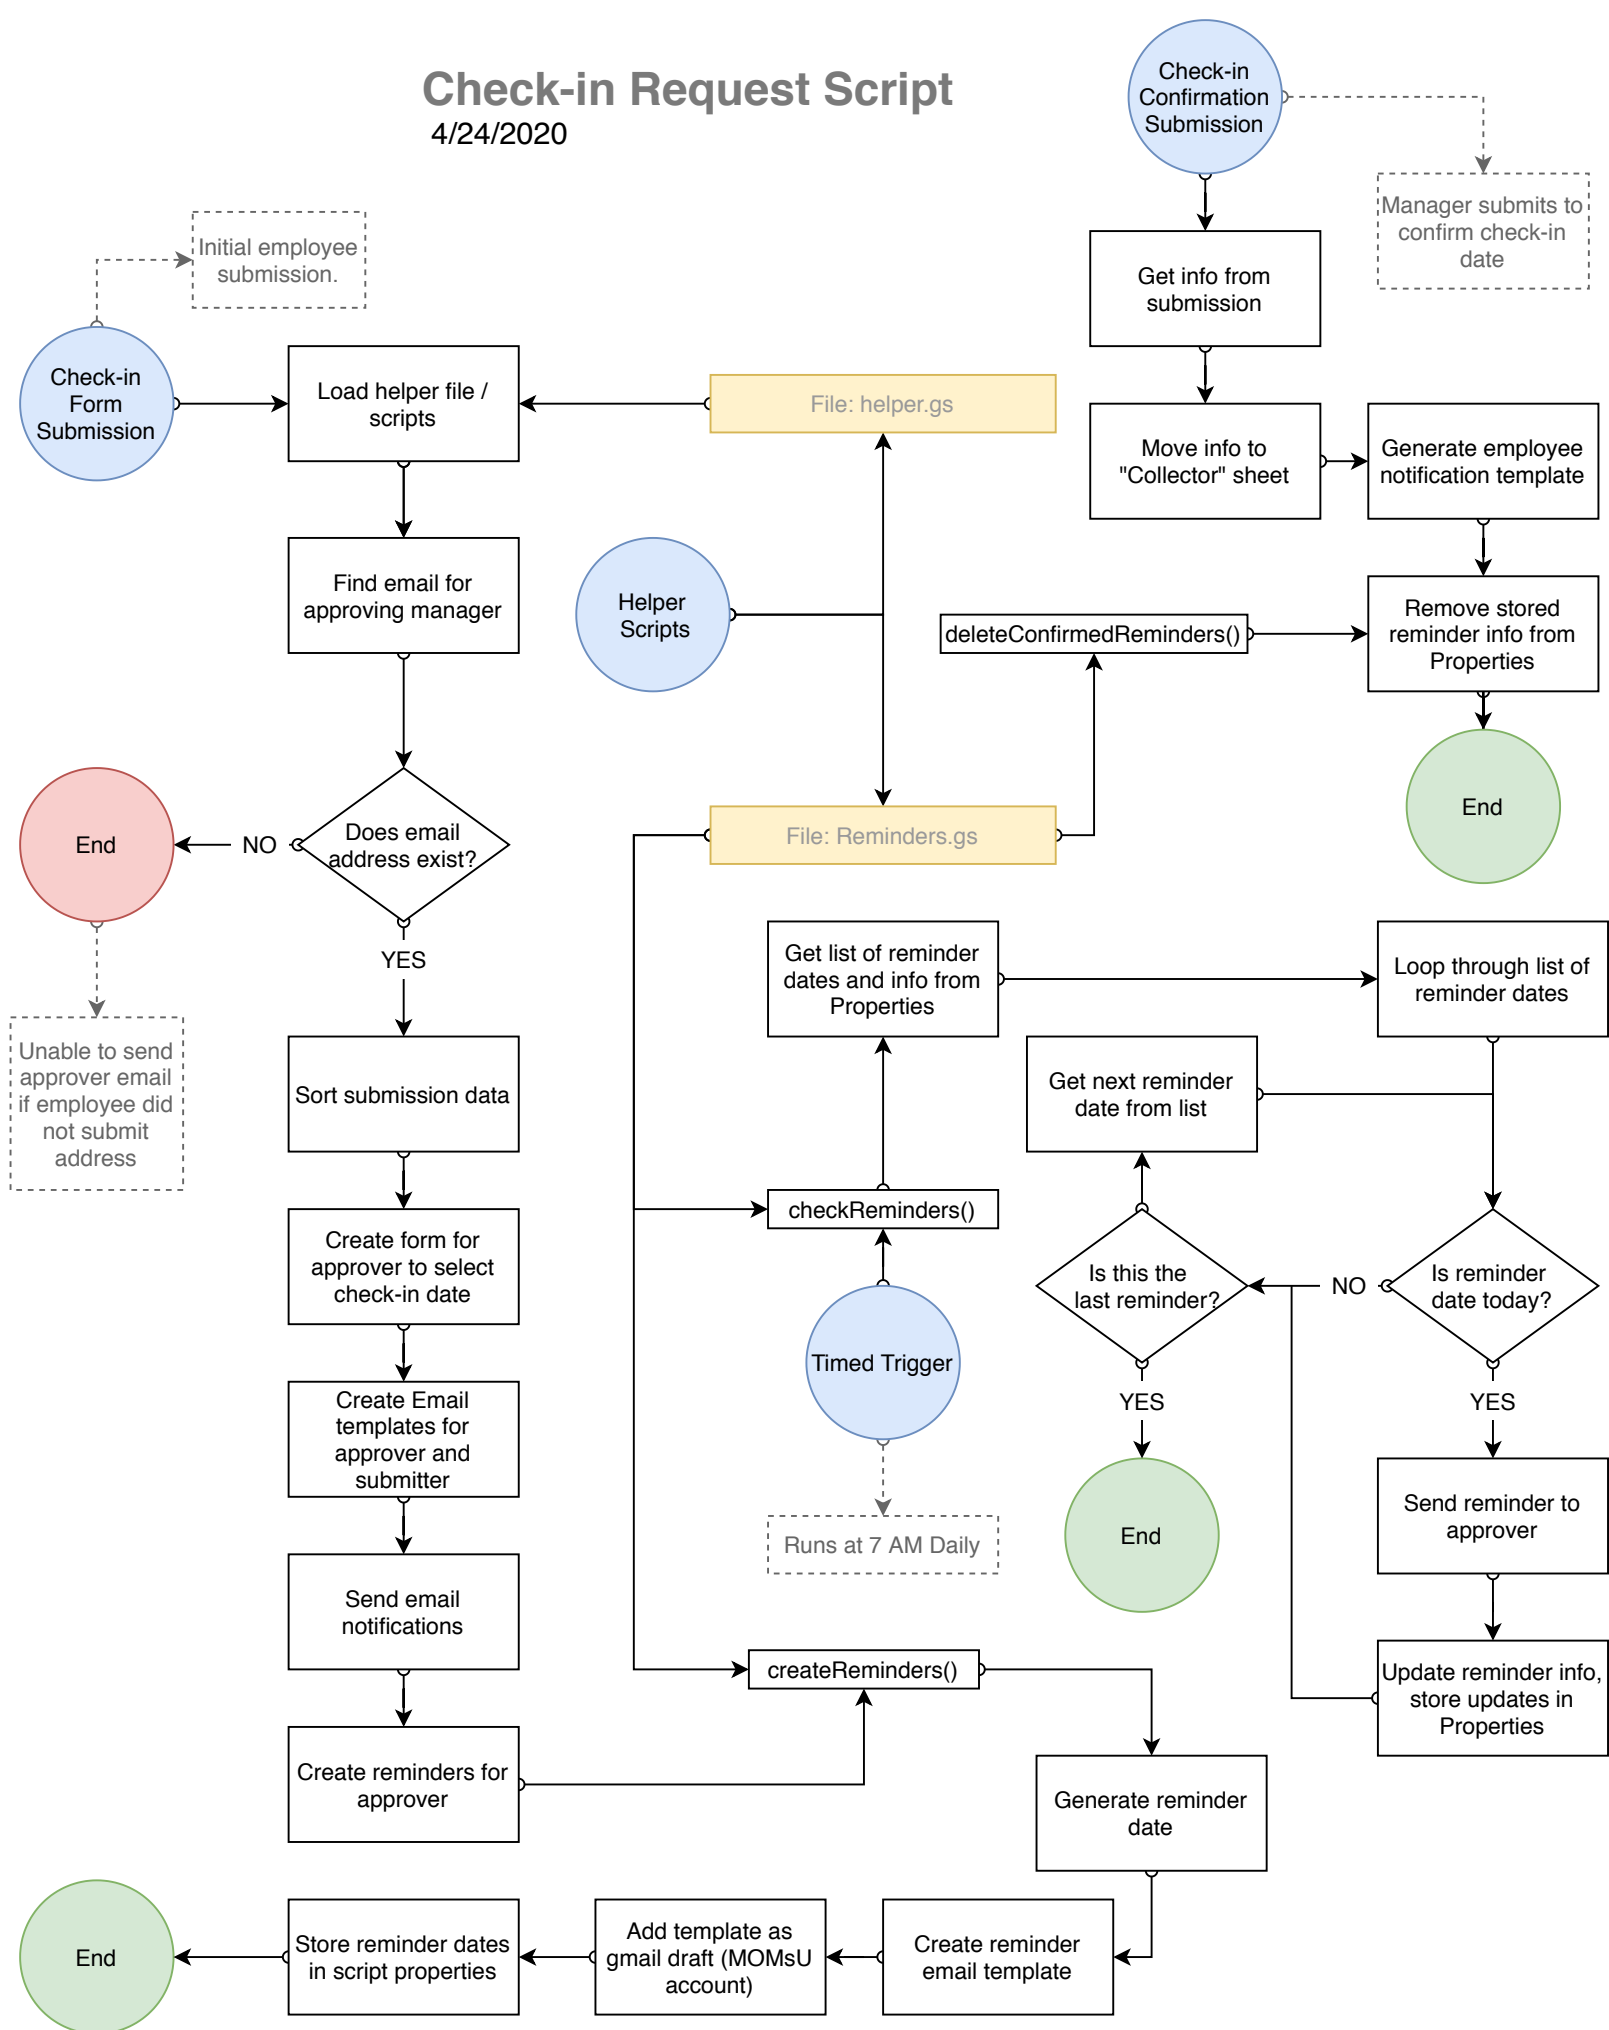 Check-in Request Script
4/24/2020
Check-in
Confirmation
Submission
Manager submits to
confirm check-in
date
Initial employee
submission.
Get info from
submission
Check-in
Form
Submission
Load helper file /
scripts
File: helper.gs
Move info to
"Collector" sheet
Generate employee
notification template
Find email for
approving manager
Helper
Scripts
deleteConfirmedReminders()
Remove stored
reminder info from
Properties
End
NO
Does email
address exist?
File: Reminders.gs
End
YES
Get list of reminder
dates and info from
Properties
Loop through list of
reminder dates
Unable to send
approver email
if employee did
not submit
address
Sort submission data
Get next reminder
date from list
checkReminders()
Create form for
approver to select
check-in date
Is this the
last reminder?
NO
Is reminder
date today?
Timed Trigger
YES
YES
Create Email
templates for
approver and
submitter
Send reminder to
approver
Runs at 7 AM Daily
End
Send email
notifications
createReminders()
Update reminder info,
store updates in
Properties
Create reminders for
approver
Generate reminder
date
End
Store reminder dates
in script properties
Add template as
gmail draft (MOMsU
account)
Create reminder
email template